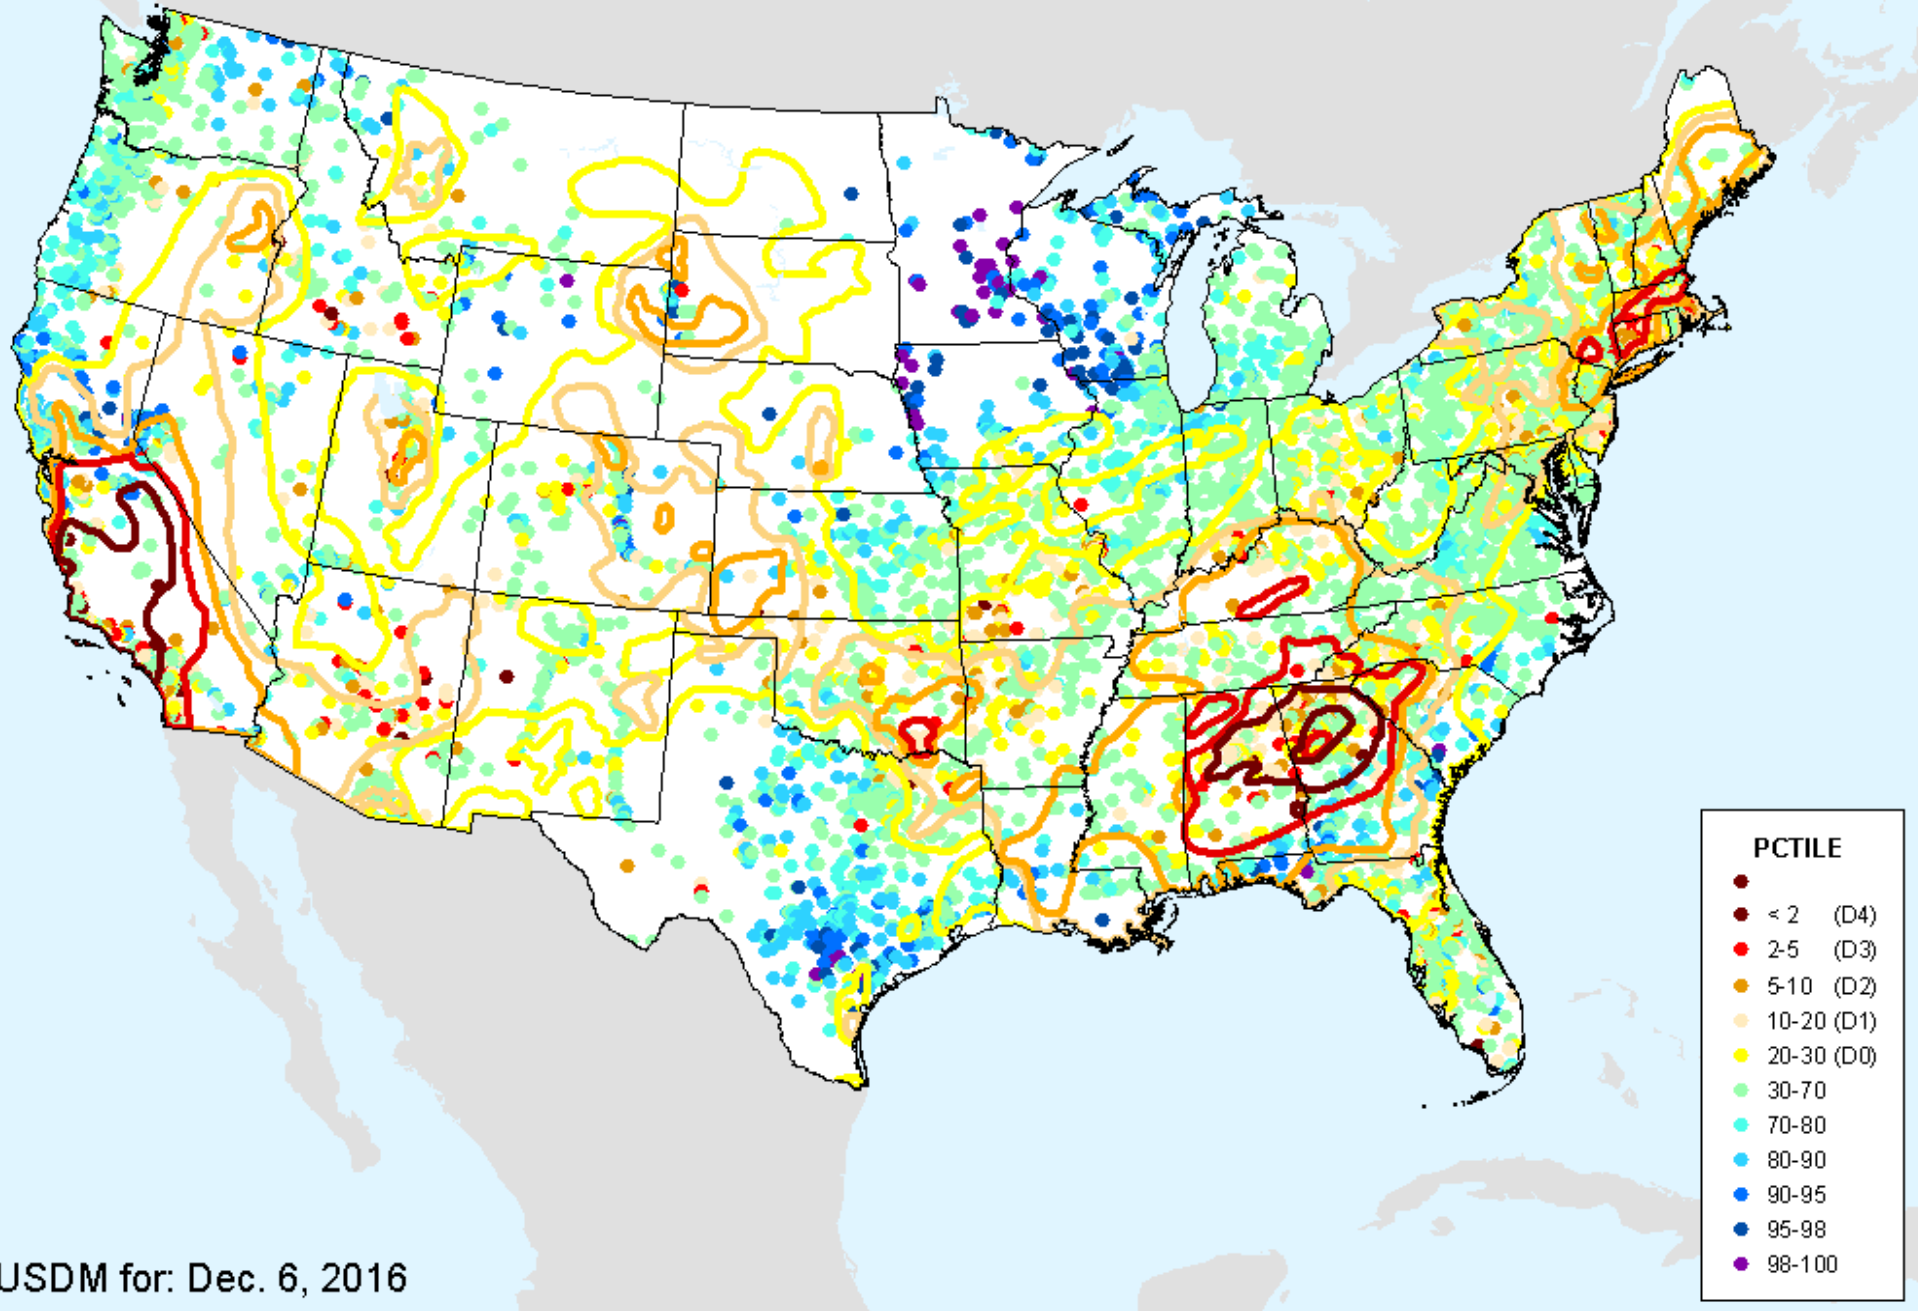 PCTILE
< 2 (D4)
2-5 (D3)
5-10 (D2)
10-20 (D1)
20-30 (D0)
30-70
70-80
80-90
90-95
95-98
98-100
USDM for: Dec. 6, 2016